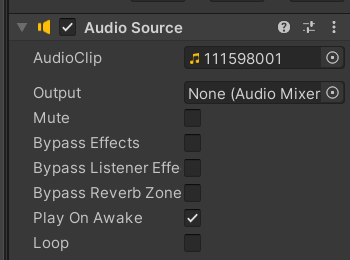 Audio Source
AudioClip 111598001
Output None (Audio Mixer
Mute
Bypass Effects
Bypass Listener Effe
Bypass Reverb Zone
Play On Awake
Loop